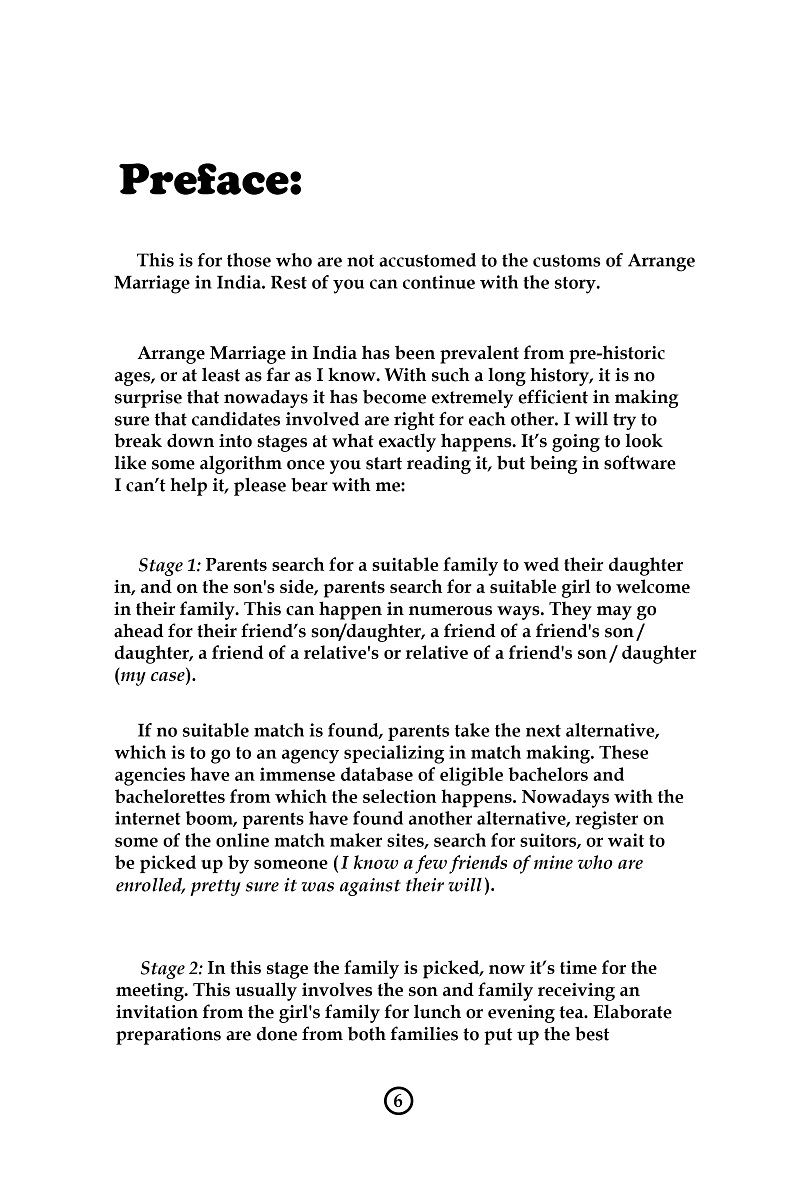 Preface:
This is for those who are not accustomed to the customs of Arrange
Marriage in India. Rest of you can continue with the story.
Arrange Marriage in India has been prevalent from pre-historic
ages, or at least as far as I know. With such a long history, it is no
surprise that nowadays it has become extremely efficient in making
sure that candidates involved are right for each other. I will try to
break down into stages at what exactly happens. It’s going to look
like some algorithm once you start reading it, but being in software
I can’t help it, please bear with me:
Stage 1: Parents search for a suitable family to wed their daughter
in, and on the son's side, parents search for a suitable girl to welcome
in their family. This can happen in numerous ways. They may go
ahead for their friend’s son/daughter, a friend of a friend's son /
daughter, a friend of a relative's or relative of a friend's son / daughter
(my case).
If no suitable match is found, parents take the next alternative,
which is to go to an agency specializing in match making. These
agencies have an immense database of eligible bachelors and
bachelorettes from which the selection happens. Nowadays with the
internet boom, parents have found another alternative, register on
some of the online match maker sites, search for suitors, or wait to
be picked up by someone (I know a few friends of mine who are
enrolled, pretty sure it was against their will).
Stage 2: In this stage the family is picked, now it’s time for the
meeting. This usually involves the son and family receiving an
invitation from the girl's family for lunch or evening tea. Elaborate
preparations are done from both families to put up the best
6